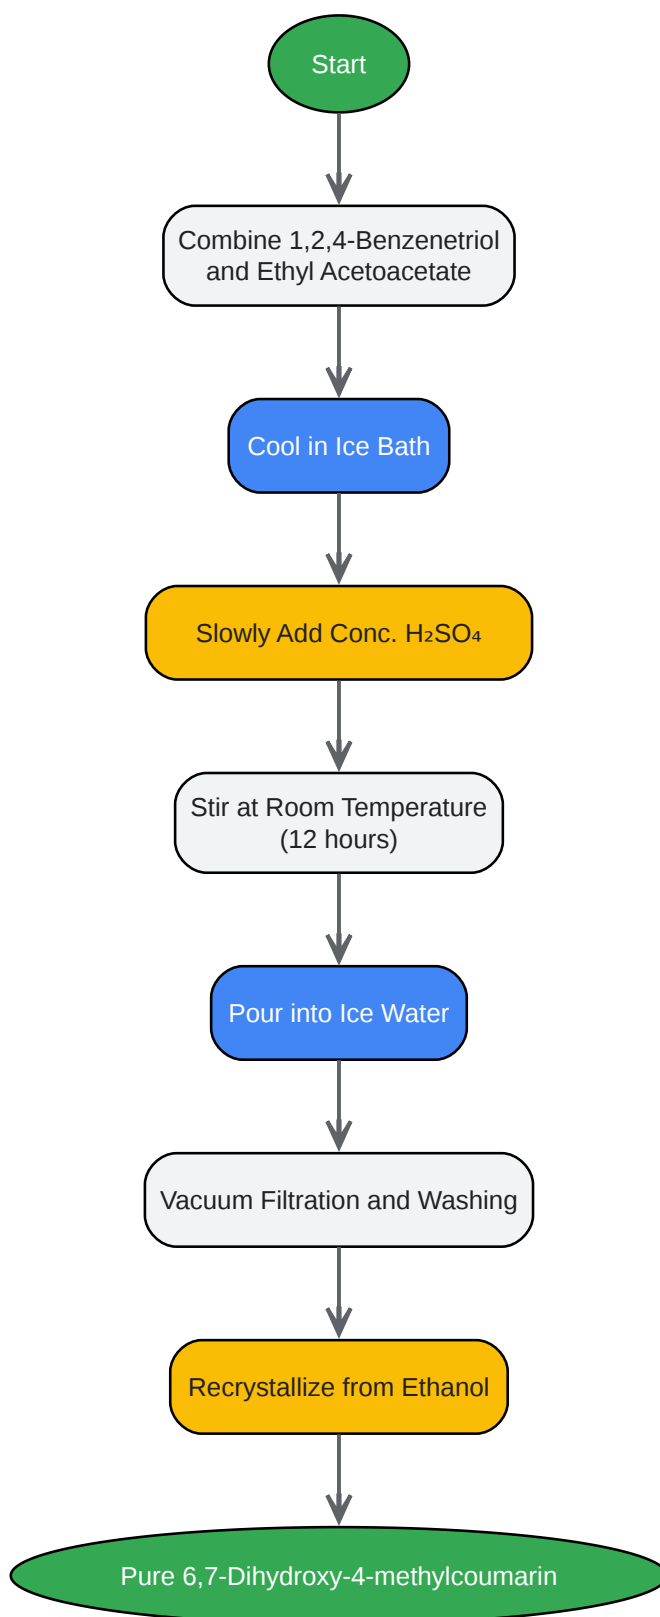 Start
Combine 1,2,4-Benzenetriol
and Ethyl Acetoacetate
Cool in Ice Bath
Slowly Add Conc. H₂SO₄
Stir at Room Temperature
(12 hours)
Pour into Ice Water
Vacuum Filtration and Washing
Recrystallize from Ethanol
Pure 6,7-Dihydroxy-4-methylcoumarin